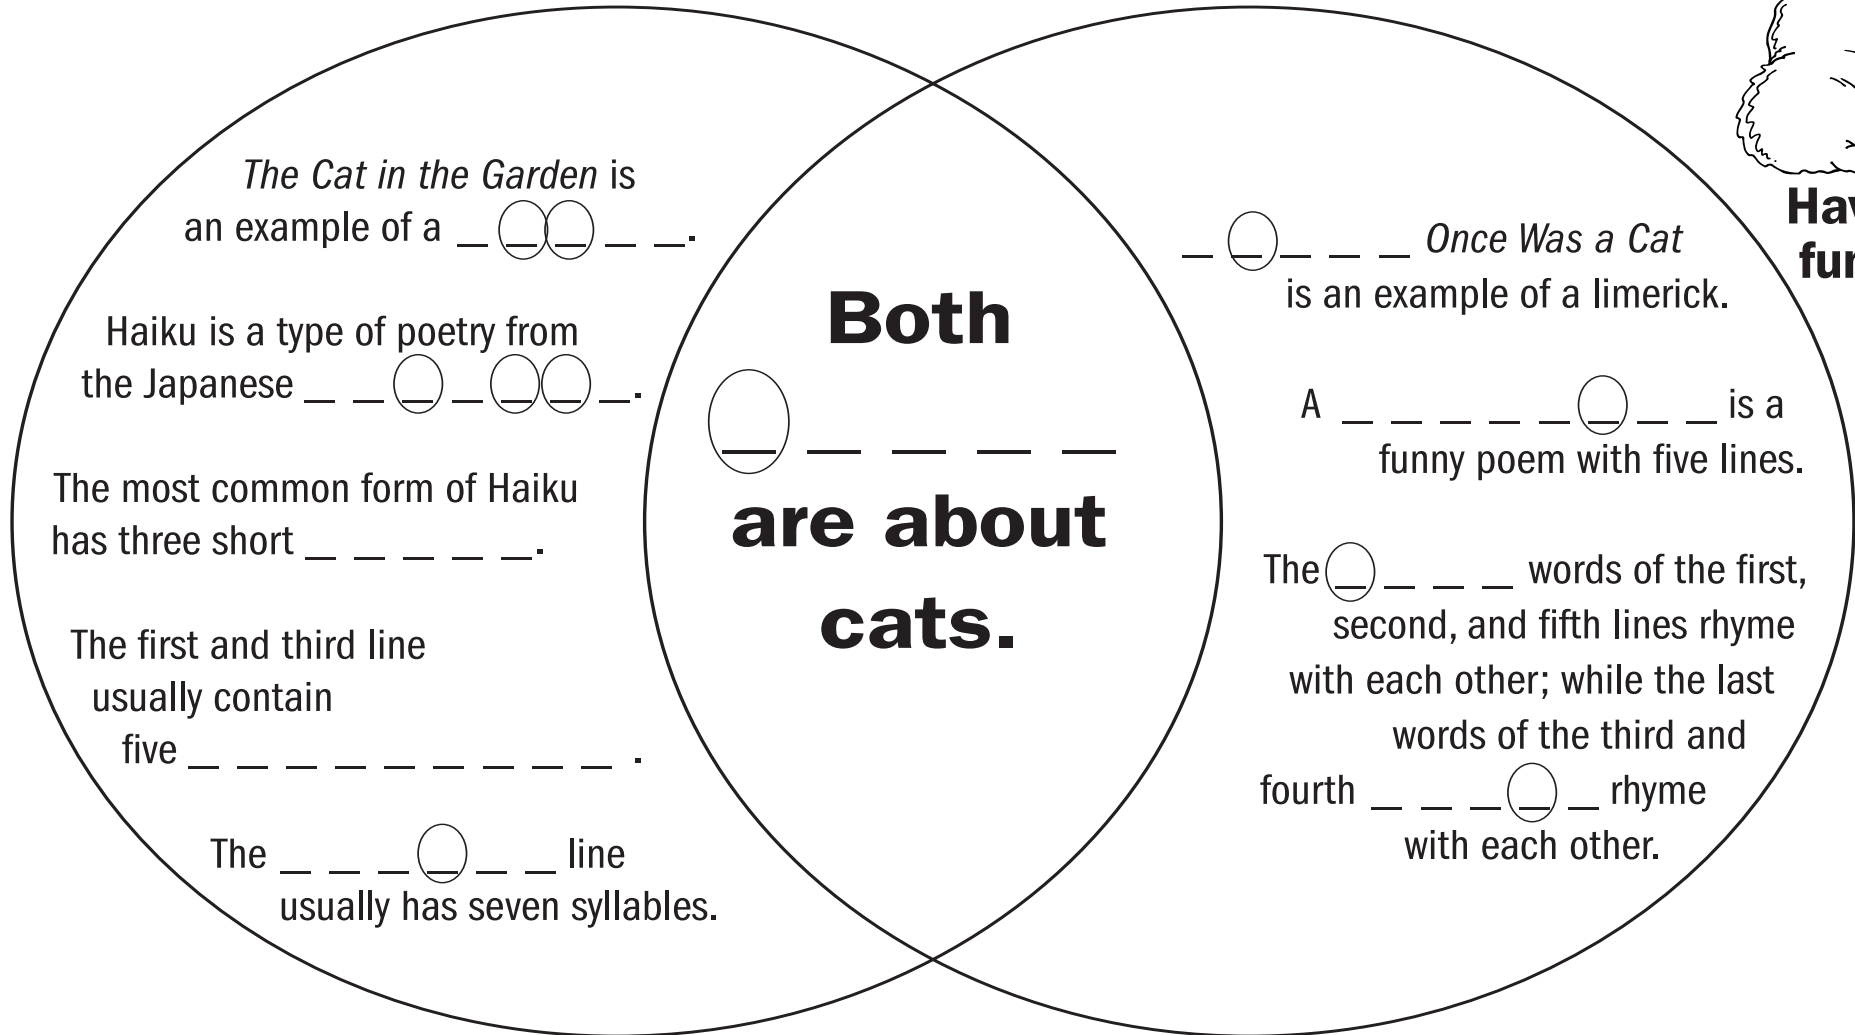 The Cat in the Garden is
an example of a _ _ _ _ _.
Haiku is a type of poetry from
the Japanese _ _ _ _ _ _ _.
The most common form of Haiku
has three short _ _ _ _ _.
The first and third line
usually contain
five _ _ _ _ _ _ _ _ _ .
The _ _ _ _ _ _ line
usually has seven syllables.
Both
_ _ _ _ _
are about
cats.
_ _ _ _ _ Once Was a Cat
is an example of a limerick.
A _ _ _ _ _ _ _ _ is a
funny poem with five lines.
The _ _ _ _ words of the first,
second, and fifth lines rhyme
with each other; while the last
words of the third and
fourth _ _ _ _ _ rhyme
with each other.